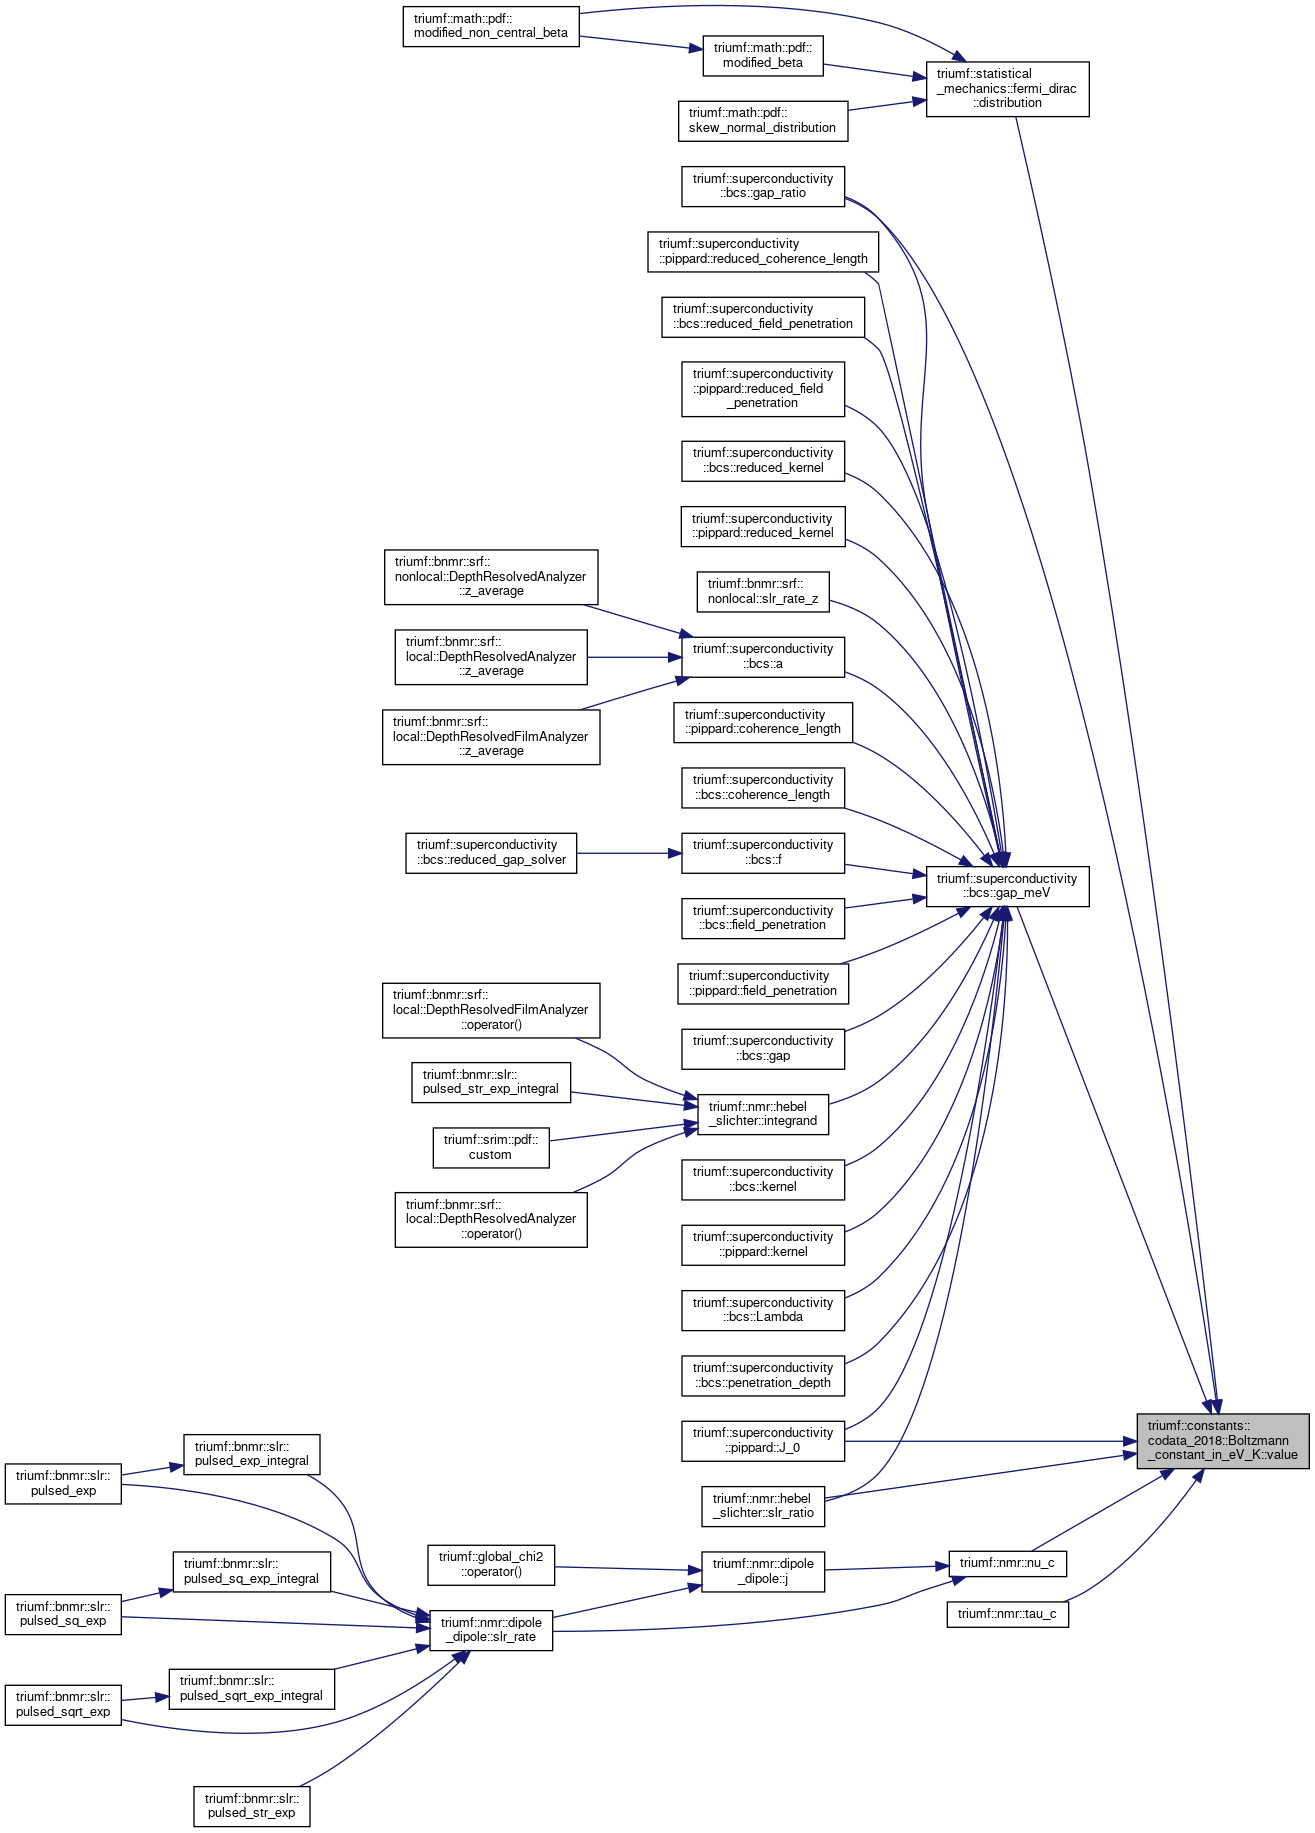 triumf::math::pdf::
modified_non_central_beta
triumf::math::pdf::
modified_beta
triumf::statistical
_mechanics::fermi_dirac
::distribution
triumf::math::pdf::
skew_normal_distribution
triumf::superconductivity
::bcs::gap_ratio
triumf::superconductivity
::pippard::reduced_coherence_length
triumf::superconductivity
::bcs::reduced_field_penetration
triumf::superconductivity
::pippard::reduced_field
_penetration
triumf::superconductivity
::bcs::reduced_kernel
triumf::superconductivity
::pippard::reduced_kernel
triumf::bnmr::srf::
nonlocal::DepthResolvedAnalyzer
::z_average
triumf::bnmr::srf::
nonlocal::slr_rate_z
triumf::bnmr::srf::
local::DepthResolvedAnalyzer
::z_average
triumf::superconductivity
::bcs::a
triumf::bnmr::srf::
local::DepthResolvedFilmAnalyzer
::z_average
triumf::superconductivity
::pippard::coherence_length
triumf::superconductivity
::bcs::coherence_length
triumf::superconductivity
::bcs::reduced_gap_solver
triumf::superconductivity
::bcs::f
triumf::superconductivity
::bcs::gap_meV
triumf::superconductivity
::bcs::field_penetration
triumf::superconductivity
::pippard::field_penetration
triumf::bnmr::srf::
local::DepthResolvedFilmAnalyzer
::operator()
triumf::superconductivity
::bcs::gap
triumf::bnmr::slr::
pulsed_str_exp_integral
triumf::nmr::hebel
_slichter::integrand
triumf::srim::pdf::
custom
triumf::superconductivity
::bcs::kernel
triumf::bnmr::srf::
local::DepthResolvedAnalyzer
::operator()
triumf::superconductivity
::pippard::kernel
triumf::superconductivity
::bcs::Lambda
triumf::superconductivity
::bcs::penetration_depth
triumf::superconductivity
::pippard::J_0
triumf::constants::
codata_2018::Boltzmann
_constant_in_eV_K::value
triumf::bnmr::slr::
pulsed_exp_integral
triumf::bnmr::slr::
pulsed_exp
triumf::nmr::hebel
_slichter::slr_ratio
triumf::global_chi2
::operator()
triumf::nmr::dipole
_dipole::j
triumf::nmr::nu_c
triumf::bnmr::slr::
pulsed_sq_exp_integral
triumf::bnmr::slr::
pulsed_sq_exp
triumf::nmr::dipole
_dipole::slr_rate
triumf::nmr::tau_c
triumf::bnmr::slr::
pulsed_sqrt_exp_integral
triumf::bnmr::slr::
pulsed_sqrt_exp
triumf::bnmr::slr::
pulsed_str_exp